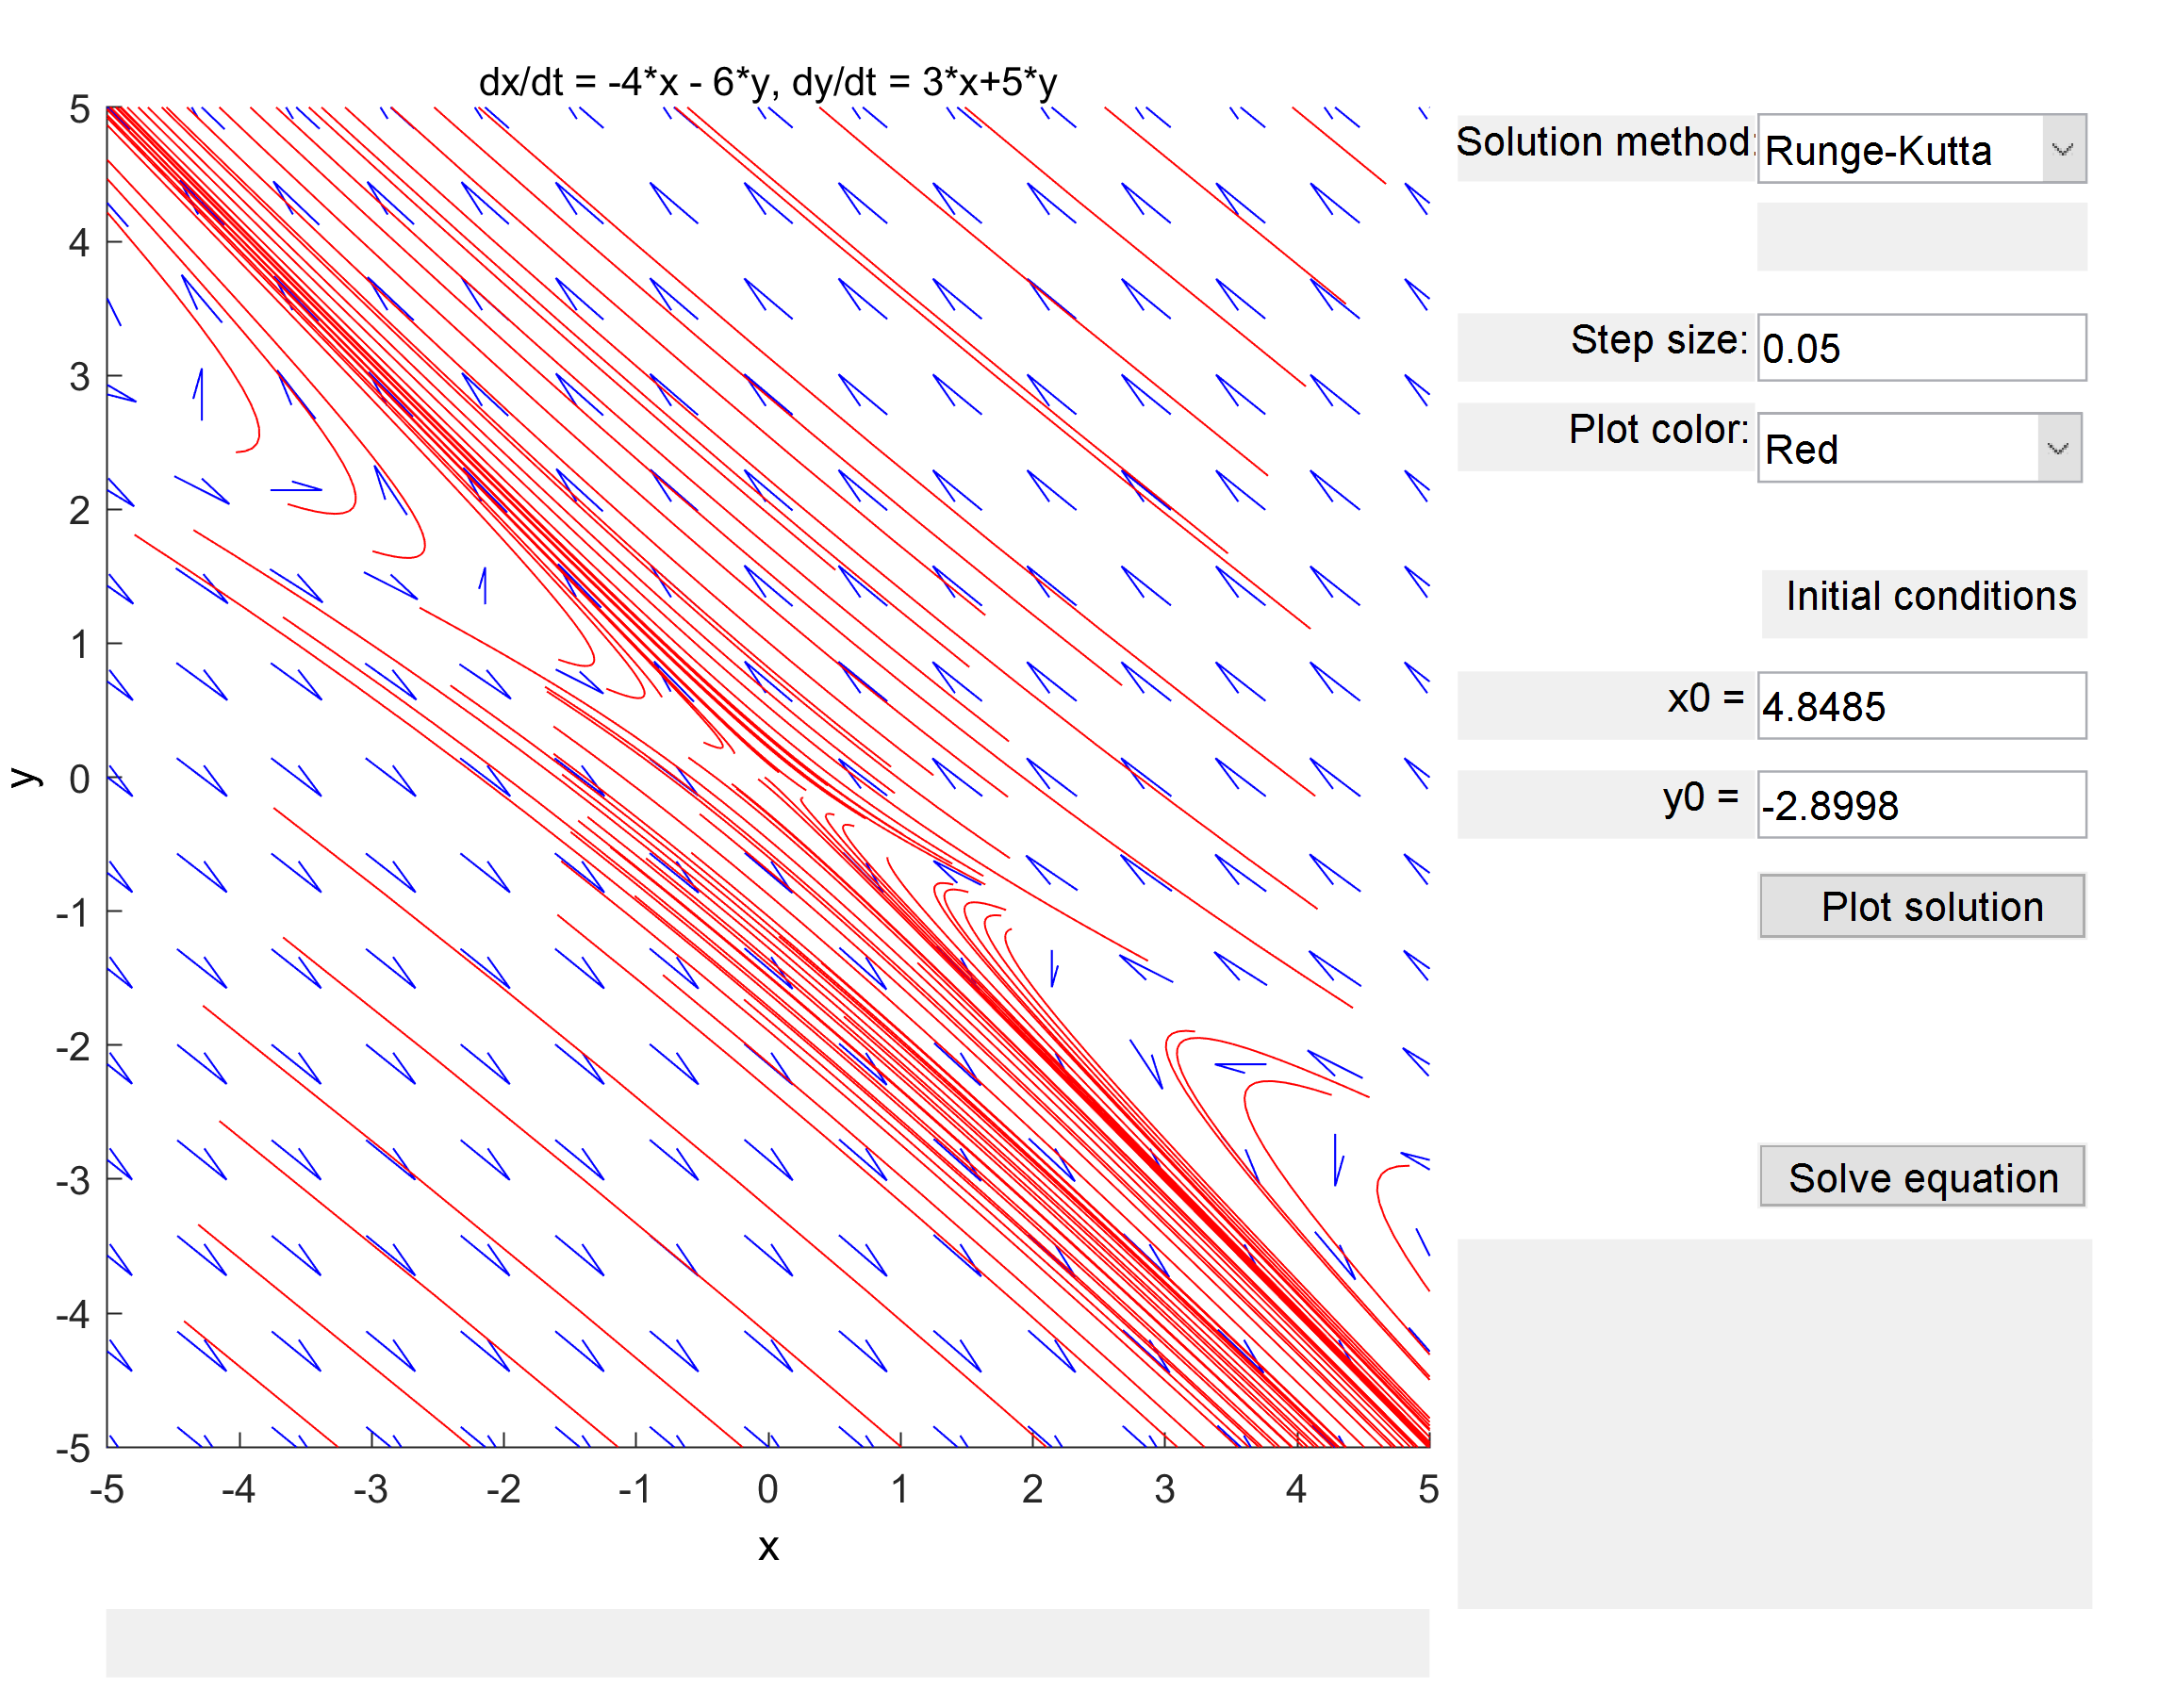 dx/dt = -4*x - 6*y, dy/dt = 3*x+5*y
5
4
3
2
1
0
-1
-2
-3
-4
-5
y
-5 -4 -3 -2 -1 0 1 2 3 4 5
x
Solution method: Runge-Kutta
Step size: 0.05
Plot color: Red
Initial conditions
x0 = 4.8485
y0 = -2.8998
Plot solution
Solve equation